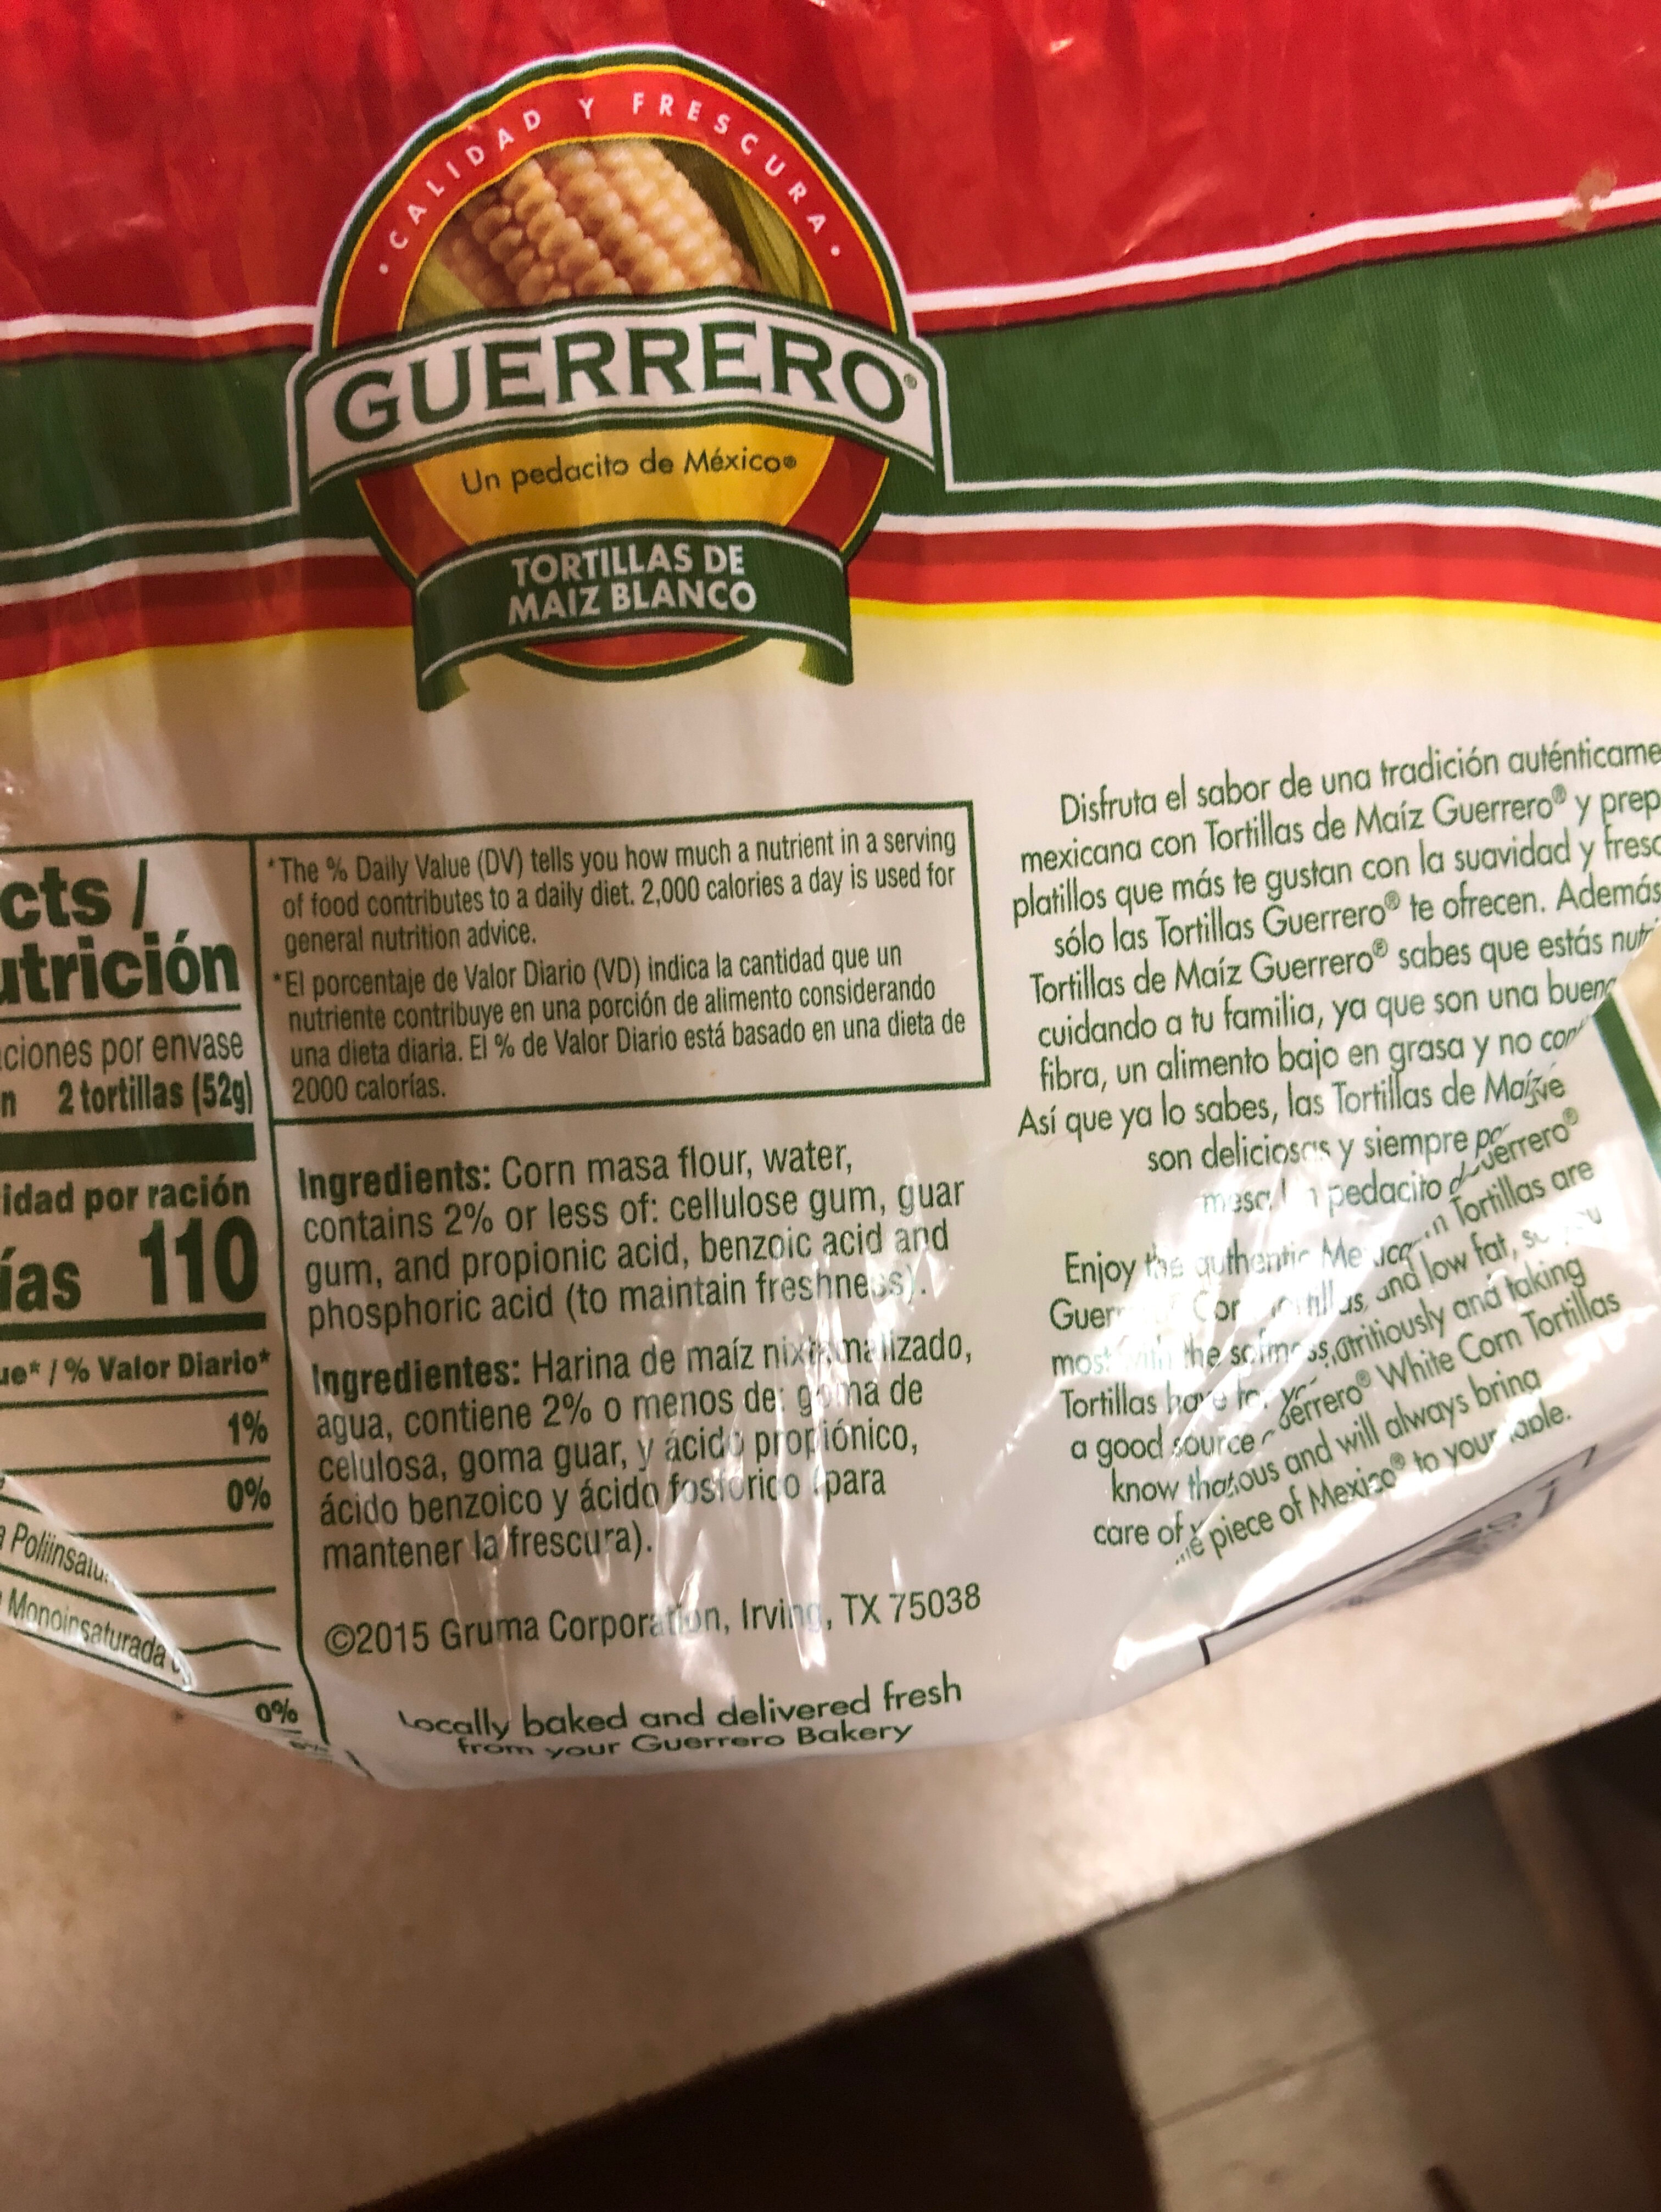 • CALIDAD Y FRESCURA •
GUERRERO®
Un pedacito de México®
TORTILLAS DE
MAIZ BLANCO
cts /
utrición
ciones por envase
2 tortillas (52g)
idad por ración
ías 110
ue* / % Valor Diario*
1%
0%
Monoinsaturada
0%
*The % Daily Value (DV) tells you how much a nutrient in a serving
of food contributes to a daily diet. 2,000 calories a day is used for
general nutrition advice.
*El porcentaje de Valor Diario (VD) indica la cantidad que un
nutriente contribuye en una porción de alimento considerando
una dieta diaria. El % de Valor Diario está basado en una dieta de
2000 calorías.
Ingredients: Corn masa flour, water,
contains 2% or less of: cellulose gum, guar
gum, and propionic acid, benzoic acid and
phosphoric acid (to maintain freshness).
Ingredientes: Harina de maíz nixtamalizado,
agua, contiene 2% o menos de: goma de
celulosa, goma guar, y ácido propiónico,
ácido benzoico y ácido fosfórico (para
mantener la frescura).
©2015 Gruma Corporation, Irving, TX 75038
Locally baked and delivered fresh
from your Guerrero Bakery
Disfruta el sabor de una tradición auténticame
mexicana con Tortillas de Maíz Guerrero® y prep
platillos que más te gustan con la suavidad y fresc
sólo las Tortillas Guerrero® te ofrecen. Además
Tortillas de Maíz Guerrero® sabes que estás nutri
cuidando a tu familia, ya que son una buena
fibra, un alimento bajo en grasa y no con
Así que ya lo sabes, las Tortillas de Maíz
son deliciosas y siempre
pedacito
Enjoy the authentic
Tortillas are
and low fat,
most with the softness
and taking
Tortillas have
White Corn Tortillas
a good source
know that
and will always bring
care of
piece of Mexico® to your table.